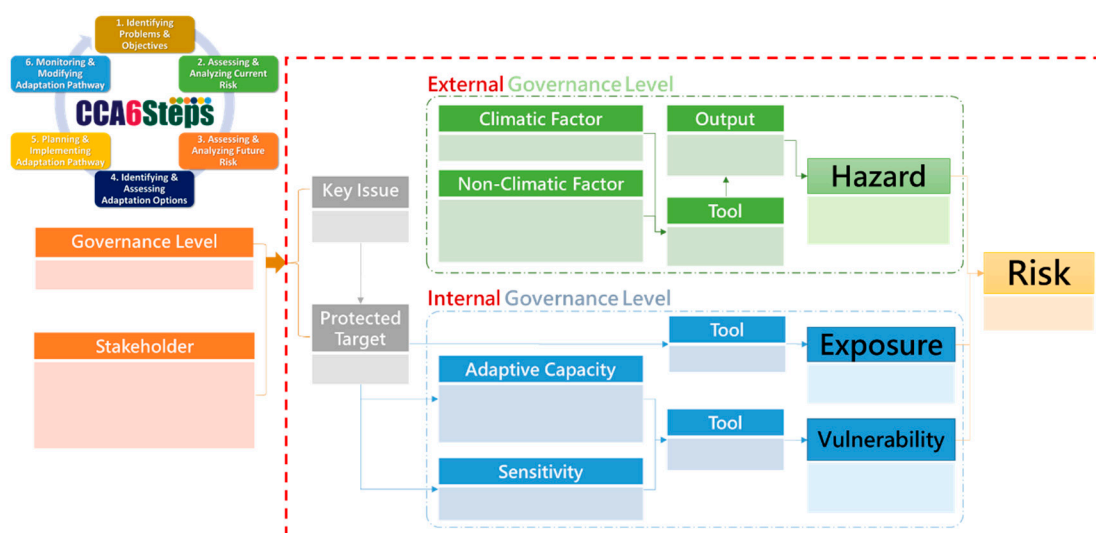 1. Identifying
Problems &
Objectives
6. Monitoring &
Modifying
Adaptation Pathway
2. Assessing &
Analyzing Current
Risk
CCA6Steps
5. Planning &
Implementing
Adaptation Pathway
3. Assessing &
Analyzing Future
Risk
4. Identifying &
Assessing
Adaptation Options
Governance Level
Stakeholder
Key Issue
Protected
Target
External Governance Level
Climatic Factor
Output
Non-Climatic Factor
Tool
Hazard
Internal Governance Level
Tool
Exposure
Adaptive Capacity
Tool
Vulnerability
Sensitivity
Risk